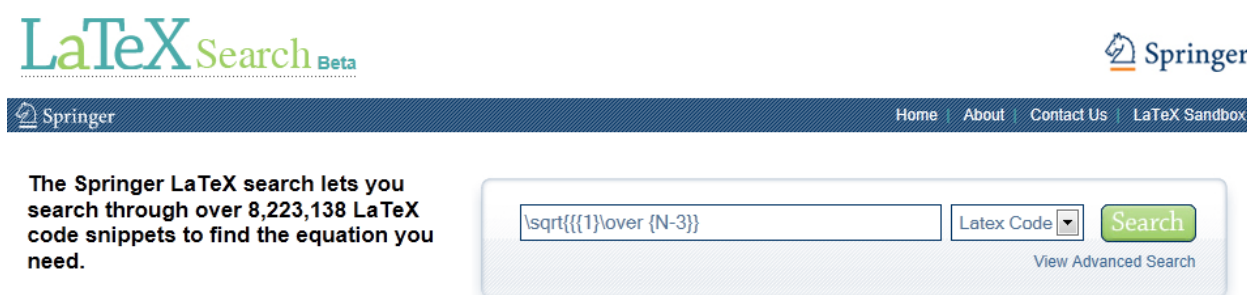 LaTeX Search Beta
Springer
Springer
Home | About | Contact Us | LaTeX Sandbox
The Springer LaTeX search lets you
search through over 8,223,138 LaTeX
code snippets to find the equation you
need.
\sqrt{{{1}\over {N-3}}
Latex Code
Search
View Advanced Search